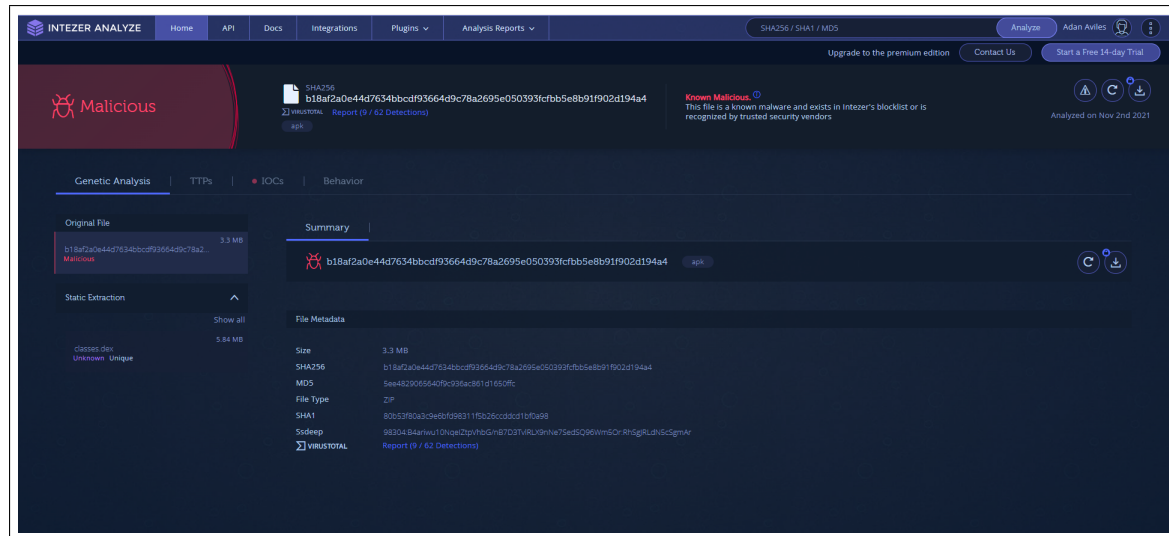 INTEZER ANALYZE Home API Docs Integrations Plugins Analysis Reports SHA256 / SHA1 / MD5 Analyze Adan Aviles
Upgrade to the premium edition Contact Us Start a Free 14-day Trial
Malicious
SHA256
b18af2a0e44d7634bbcdf93664d9c78a2695e050393fcfbb5e8b91f902d194a4
VIRUSTOTAL Report (9 / 62 Detections)
apk
Known Malicious.
This file is a known malware and exists in Intezer's blocklist or is
recognized by trusted security vendors
Analyzed on Nov 2nd 2021
Genetic Analysis TTPs IOCs Behavior
Original File
3.3 MB
b18af2a0e44d7634bbcdf93664d9c78a2...
Malicious
Static Extraction
Show all
5.84 MB
classes.dex
Unknown Unique
Summary
b18af2a0e44d7634bbcdf93664d9c78a2695e050393fcfbb5e8b91f902d194a4 apk
File Metadata
Size 3.3 MB
SHA256 b18af2a0e44d7634bbcdf93664d9c78a2695e050393fcfbb5e8b91f902d194a4
MD5 5ee4829065640f9c936ac861d1650ffc
File Type ZIP
SHA1 80b53f80a3c9e6bfd98311f5b26ccddcd1bf0a98
Ssdeep
VIRUSTOTAL Report (9 / 62 Detections)